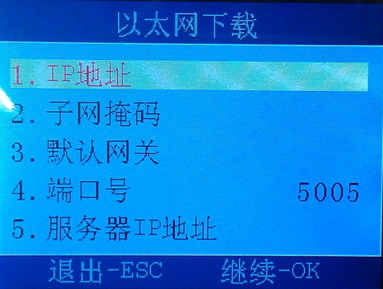 以太网下载
1.IP地址
2.子网掩码
3.默认网关
4.端口号 5005
5.服务器IP地址
退出-ESC 继续-OK